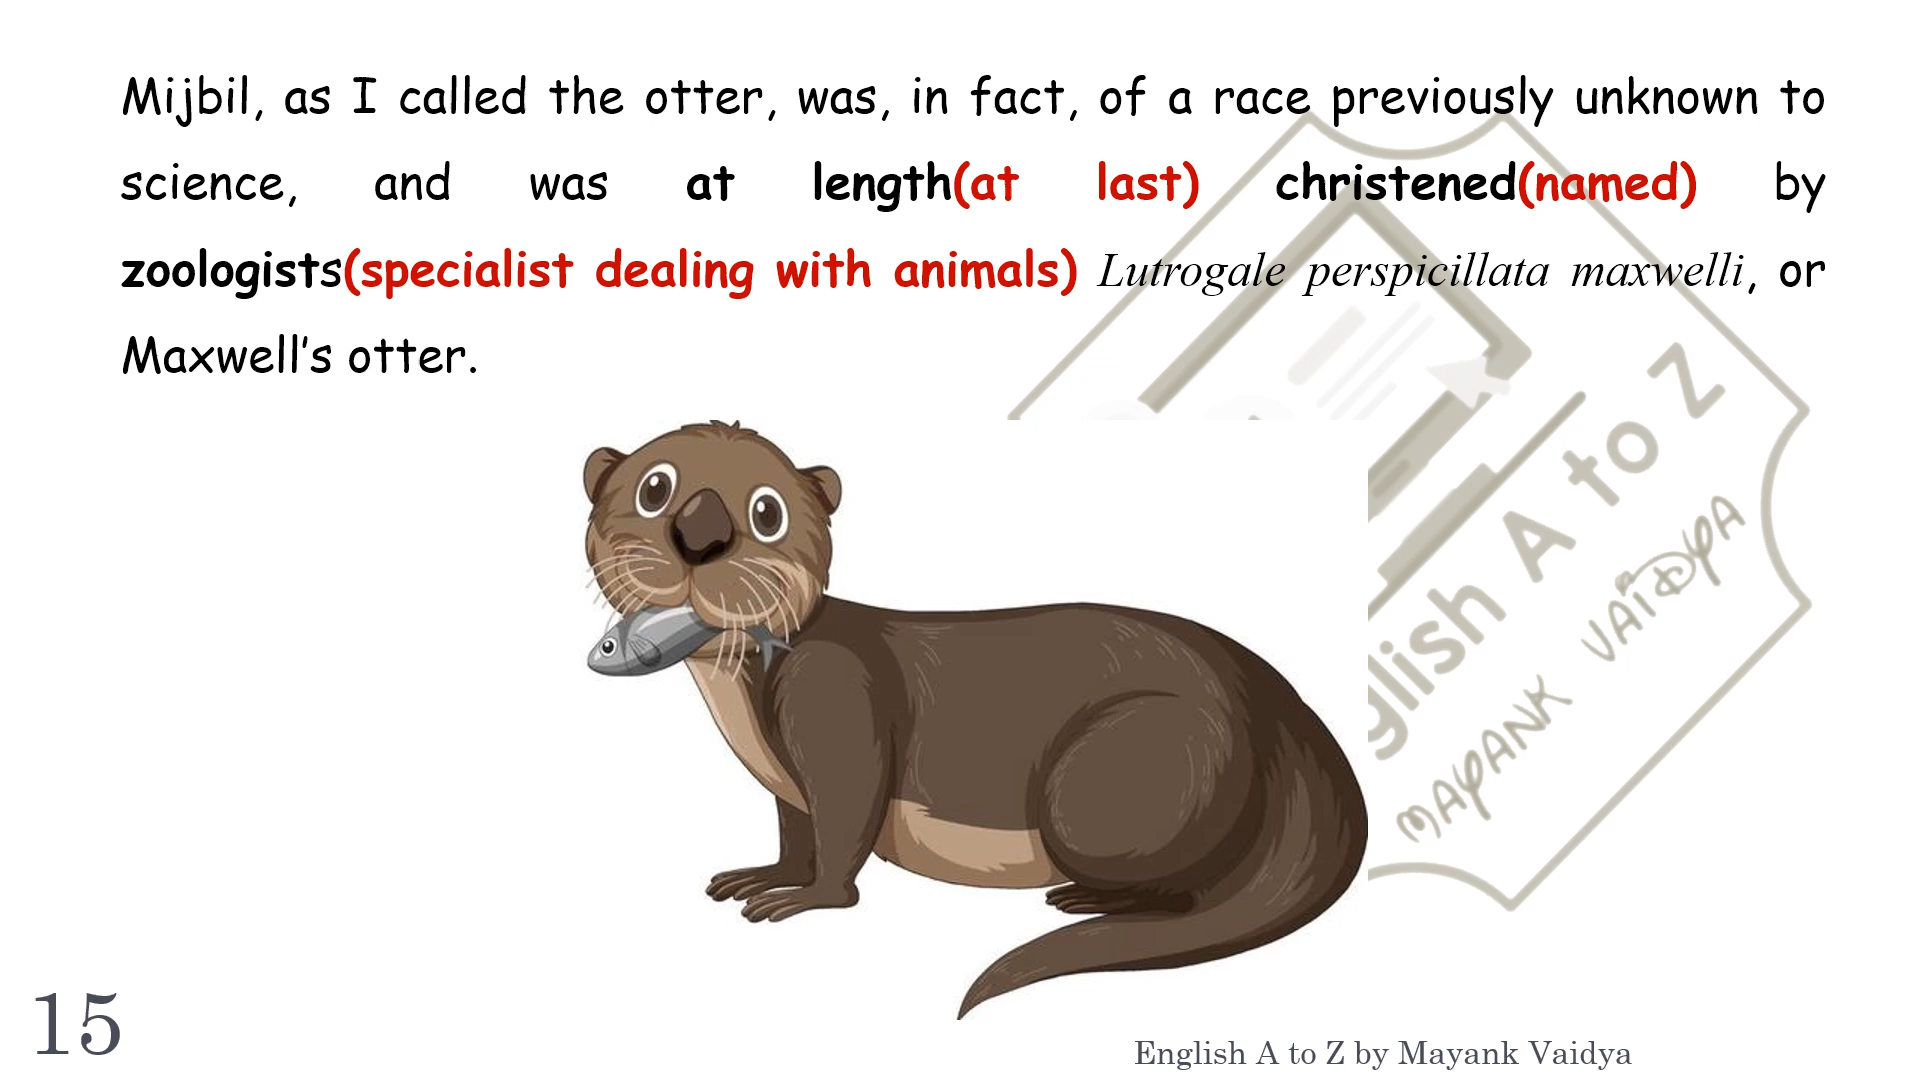 Mijbil, as I called the otter, was, in fact, of a race previously unknown to
science, and was at length(at last) christened(named) by
zoologists(specialist dealing with animals) Lutrogale perspicillata maxwelli, or
Maxwell’s otter.
glish A to Z
MAYANK VAIDYA
15
English A to Z by Mayank Vaidya